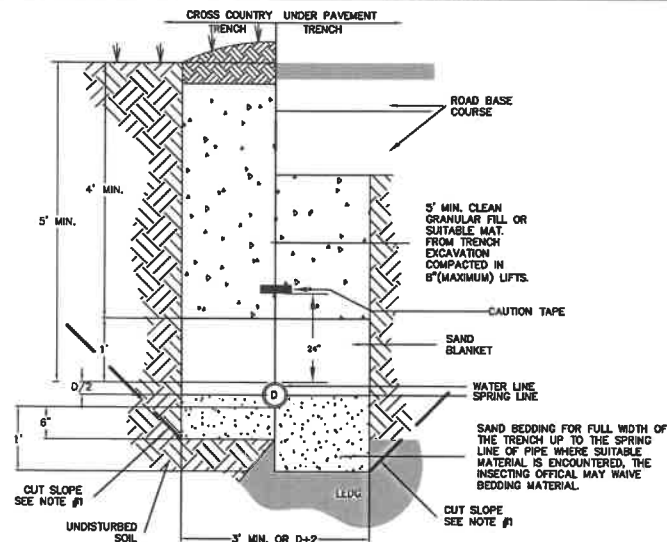 CROSS COUNTRY
TRENCH
UNDER PAVEMENT
TRENCH
ROAD BASE
COURSE
4' MIN.
5' MIN.
5' MIN. CLEAN
GRANULAR FILL OR
SUITABLE MAT.
FROM TRENCH
EXCAVATION
COMPACTED IN
8"(MAXIMUM) LIFTS.
CAUTION TAPE
24"
SAND
BLANKET
1'
D/2
D
WATER LINE
SPRING LINE
6"
1'
SAND BEDDING FOR FULL WIDTH OF
THE TRENCH UP TO THE SPRING
LINE OF PIPE WHERE SUITABLE
MATERIAL IS ENCOUNTERED, THE
INSECTING OFFICAL MAY WAIVE
BEDDING MATERIAL.
CUT SLOPE
SEE NOTE #1
LEDG
CUT SLOPE
SEE NOTE #1
UNDISTURBED
SOIL
3' MIN. OR D+2